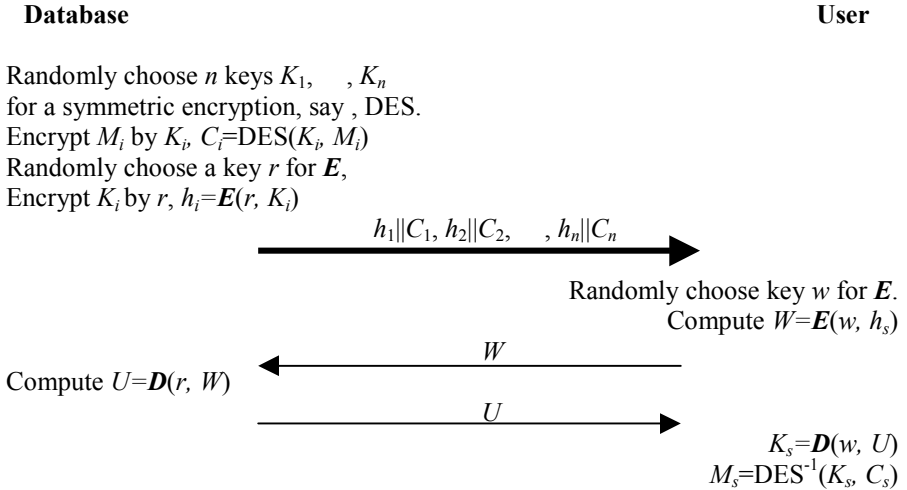 Database User
Randomly choose n keys K₁, , Kₙ
for a symmetric encryption, say , DES.
Encrypt Mᵢ by Kᵢ, Cᵢ=DES(Kᵢ, Mᵢ)
Randomly choose a key r for E,
Encrypt Kᵢ by r, hᵢ=E(r, Kᵢ)
h₁||C₁, h₂||C₂, , hₙ||Cₙ
Randomly choose key w for E.
Compute W=E(w, hₛ)
W
Compute U=D(r, W)
U
Kₛ=D(w, U)
Mₛ=DES⁻¹(Kₛ, Cₛ)